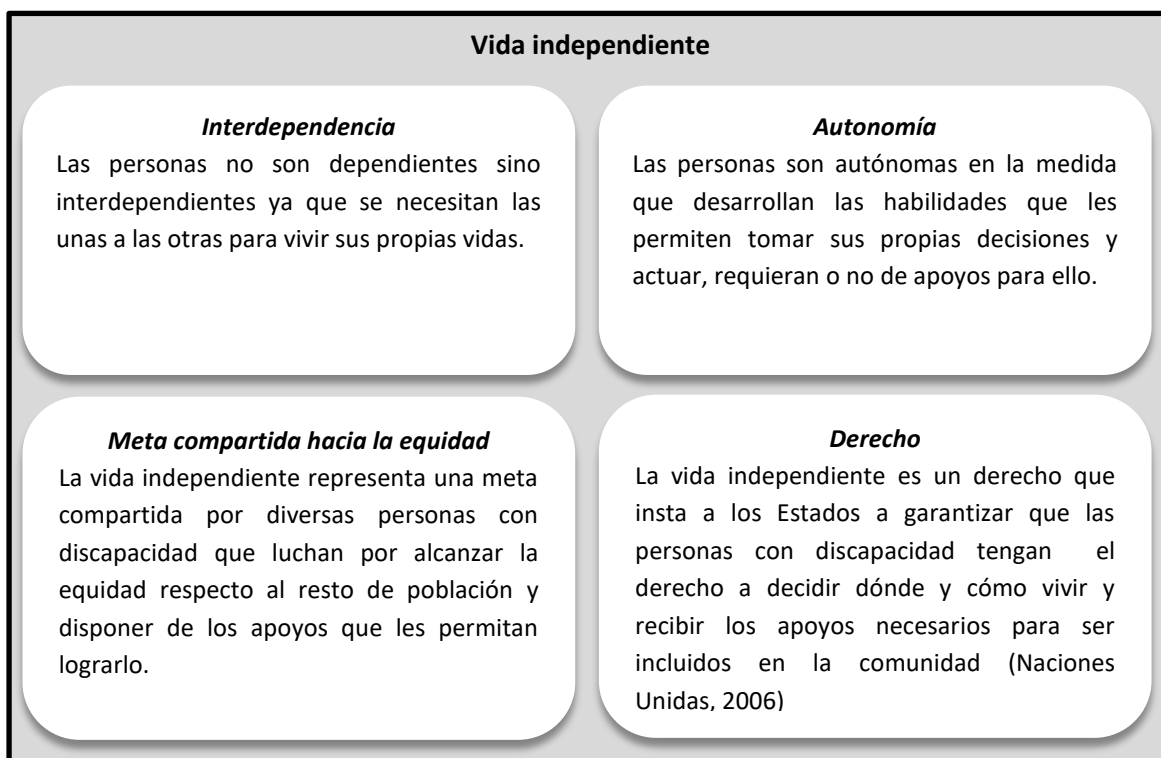 Vida independiente
Interdependencia
Las personas no son dependientes sino
interdependientes ya que se necesitan las
unas a las otras para vivir sus propias vidas.
Autonomía
Las personas son autónomas en la medida
que desarrollan las habilidades que les
permiten tomar sus propias decisiones y
actuar, requieran o no de apoyos para ello.
Meta compartida hacia la equidad
La vida independiente representa una meta
compartida por diversas personas con
discapacidad que luchan por alcanzar la
equidad respecto al resto de población y
disponer de los apoyos que les permitan
lograrlo.
Derecho
La vida independiente es un derecho que
insta a los Estados a garantizar que las
personas con discapacidad tengan el
derecho a decidir dónde y cómo vivir y
recibir los apoyos necesarios para ser
incluidos en la comunidad (Naciones
Unidas, 2006)